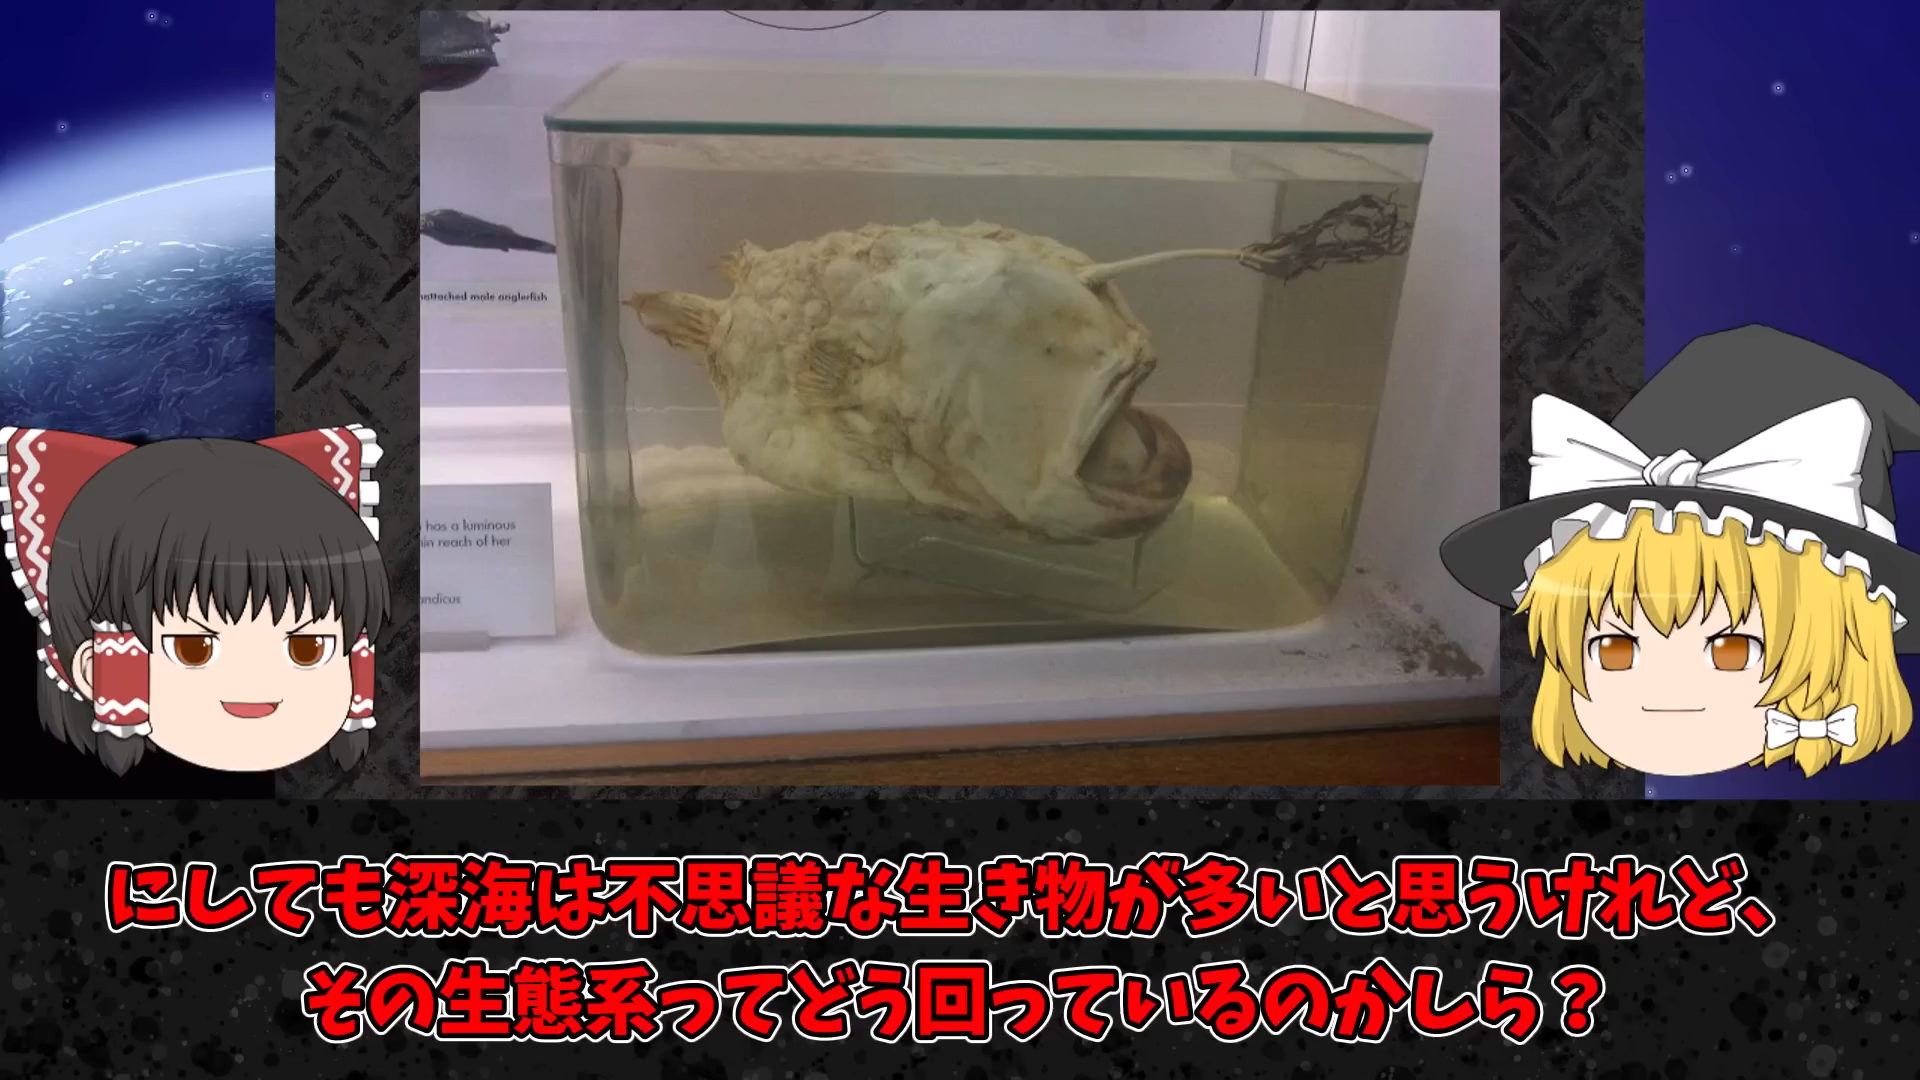 attached male anglerfish
has a luminous
in reach of her
andicus
にしても深海は不思議な生き物が多いと思うけれど、
その生態系ってどう回っているのかしら？